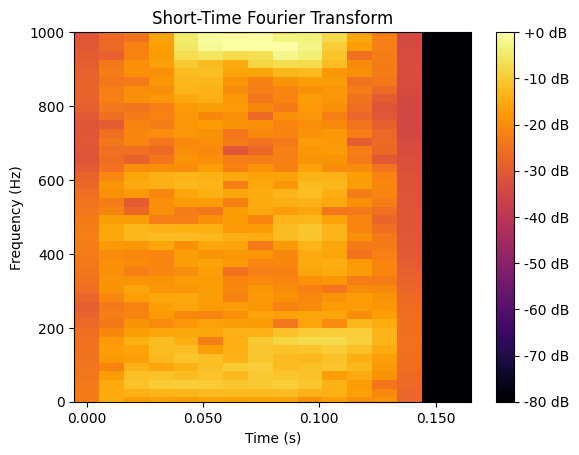 Short-Time Fourier Transform
1000
800
600
400
200
0
Frequency (Hz)
0.000
0.050
0.100
0.150
Time (s)
+0 dB
-10 dB
-20 dB
-30 dB
-40 dB
-50 dB
-60 dB
-70 dB
-80 dB